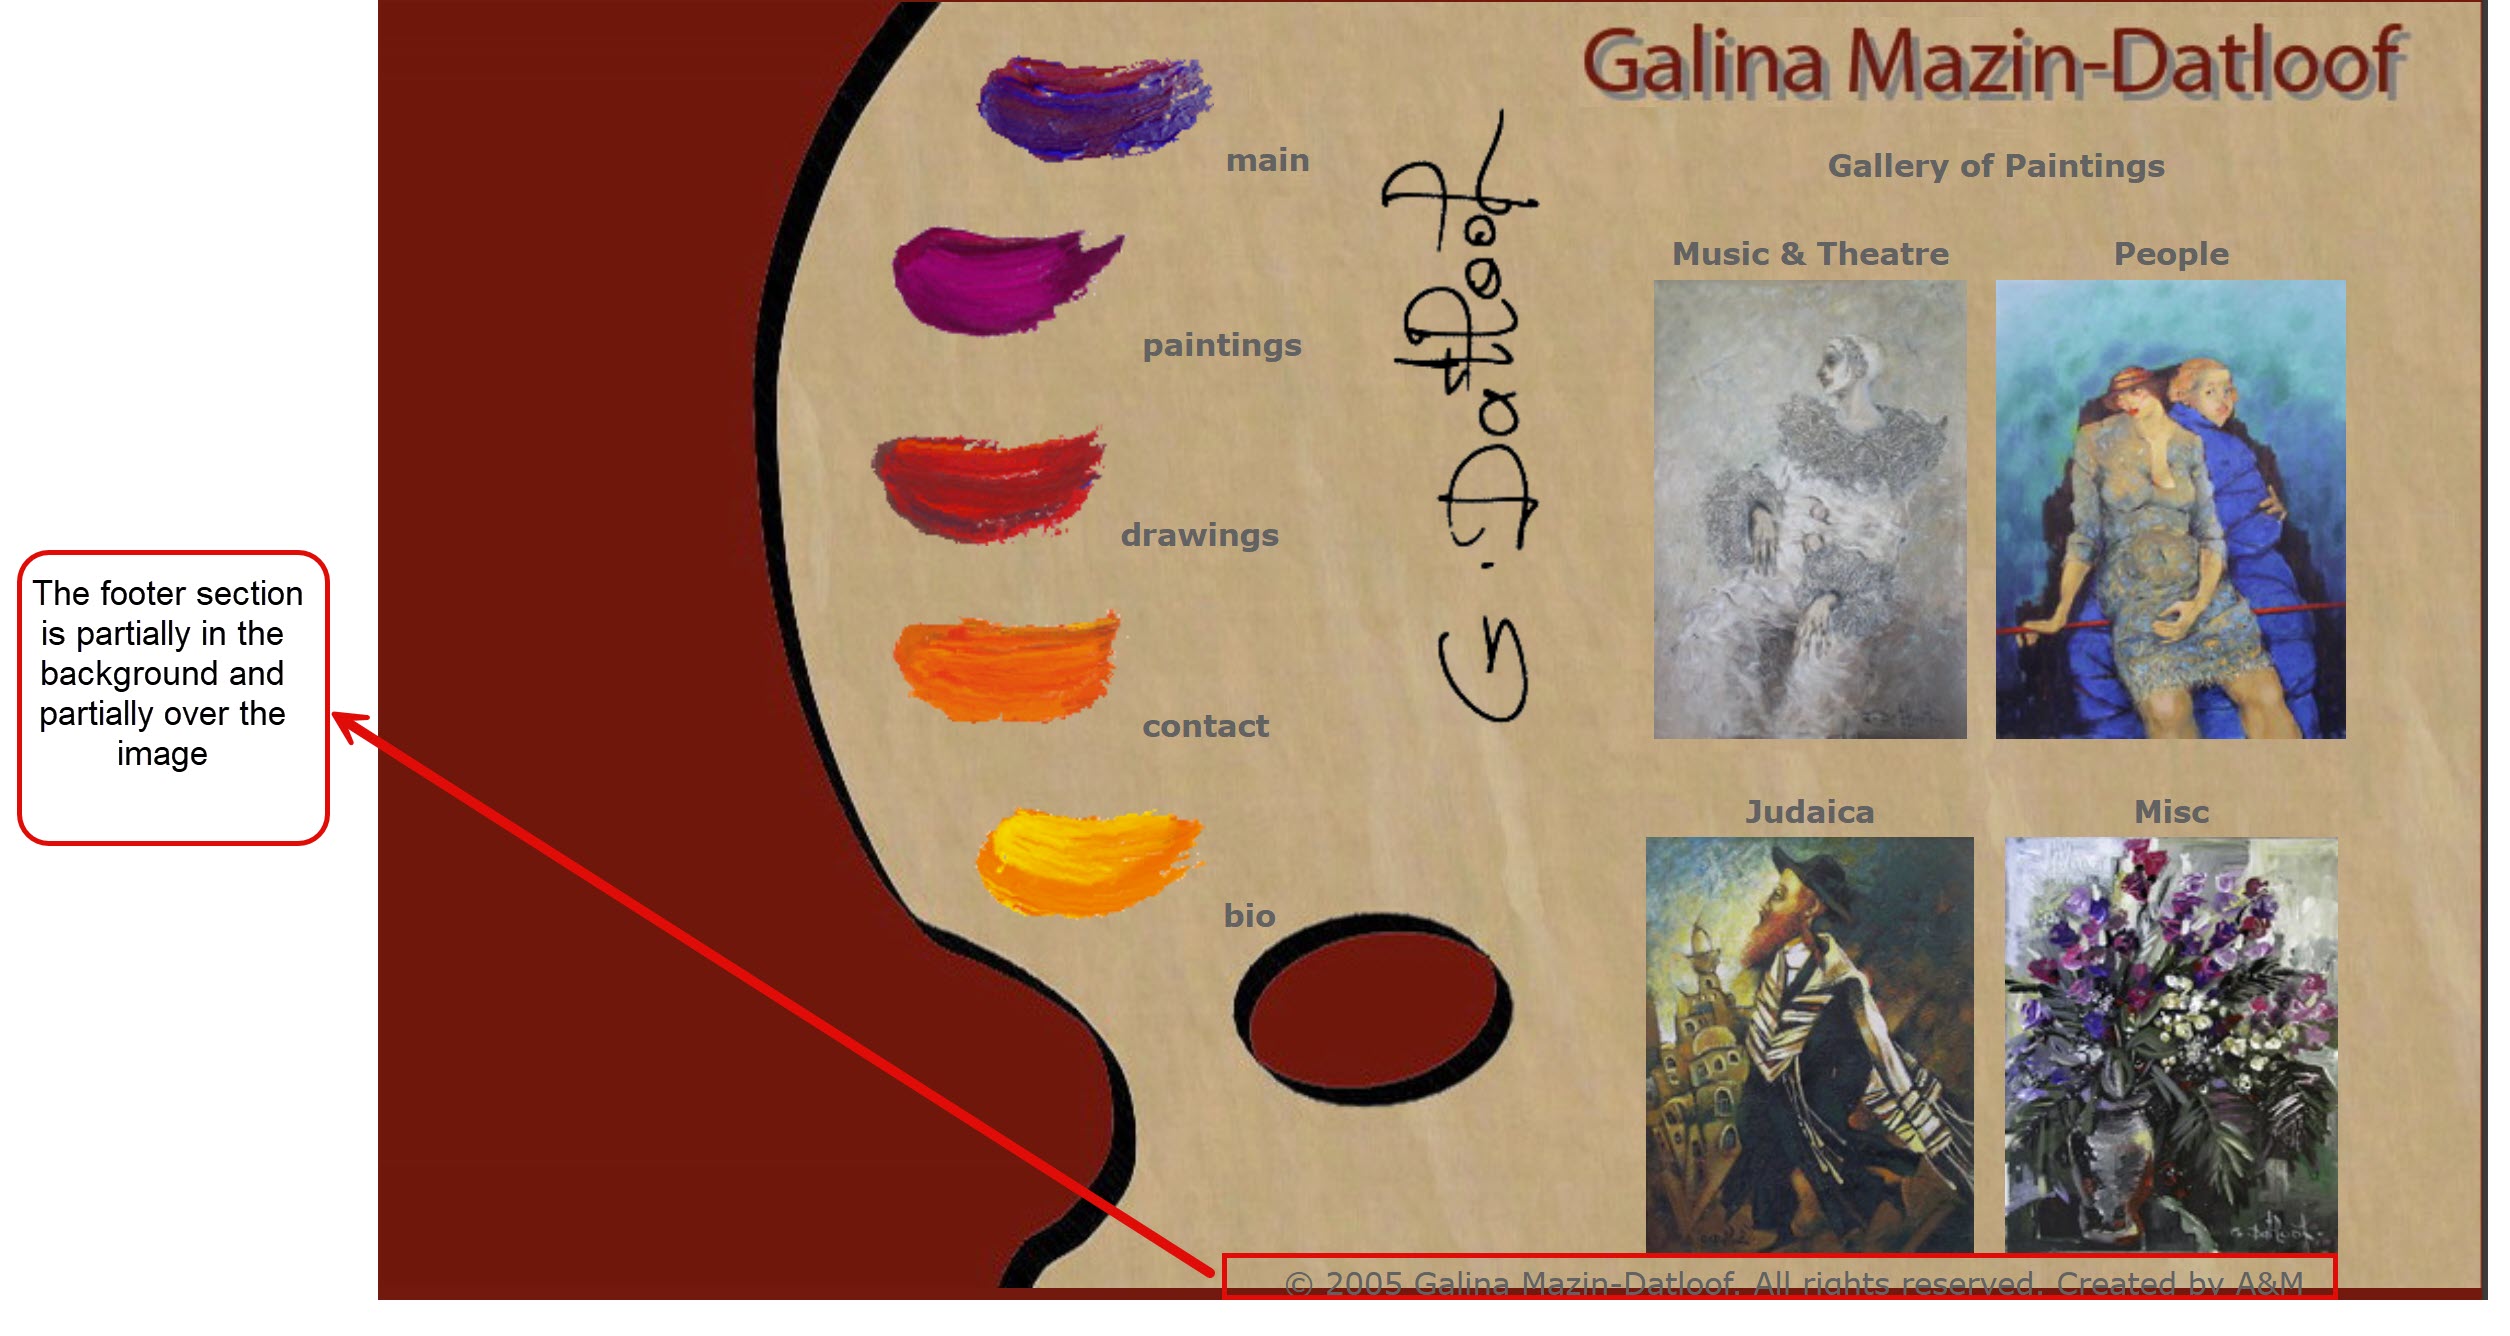 Galina Mazin-Datloof
main
Gallery of Paintings
Music & Theatre
People
paintings
G. Datloof
drawings
The footer section
is partially in the
background and
partially over the
image
contact
Judaica
Misc
bio
© 2005 Galina Mazin-Datloof. All rights reserved. Created by A&M